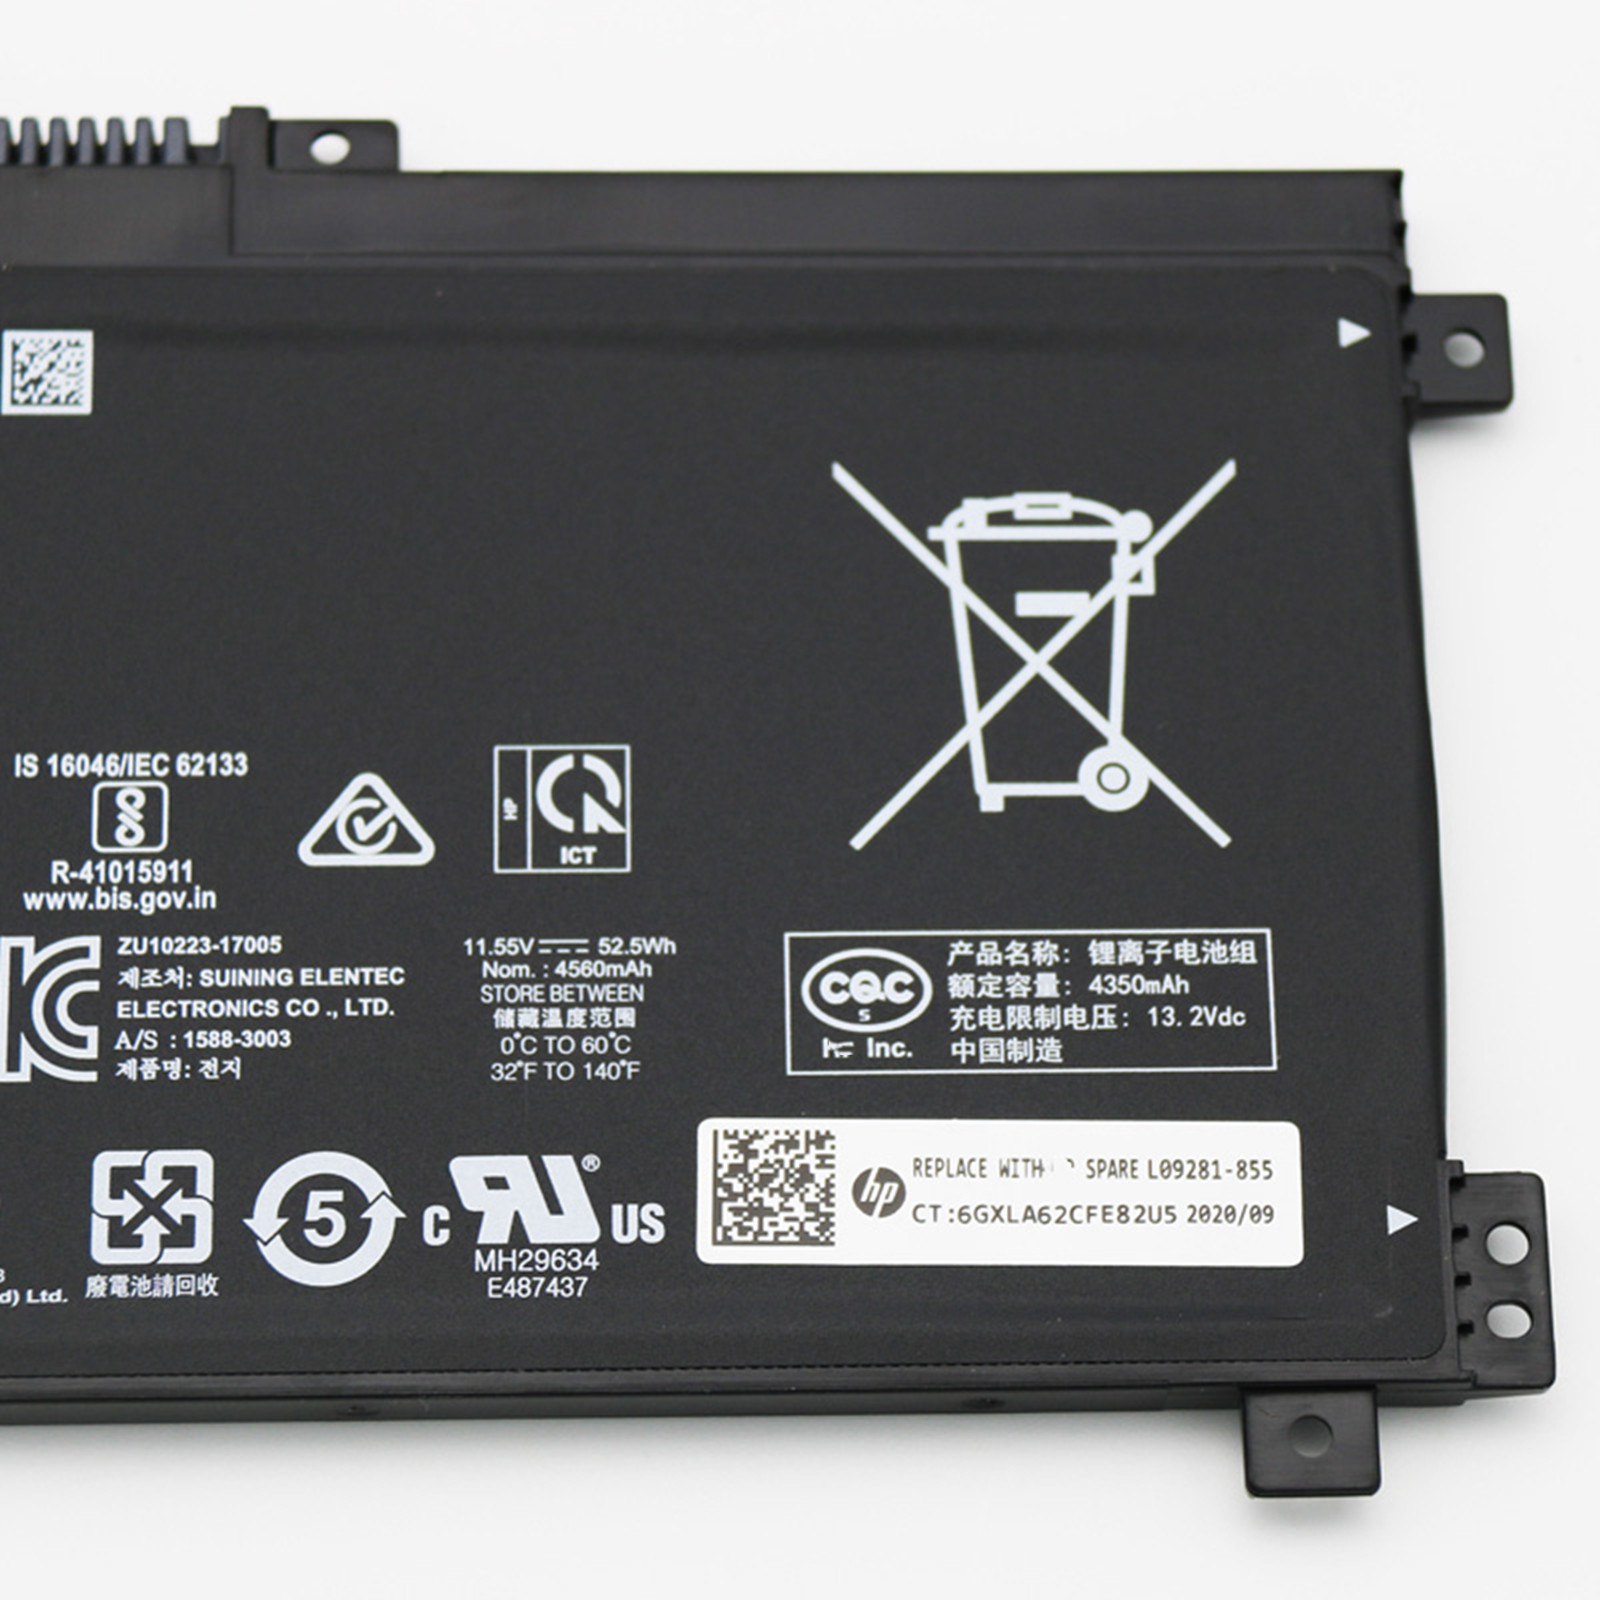 IS 16046/IEC 62133
R-41015911
www.bis.gov.in
HP
ICT
ZU10223-17005
제조처: SUINING ELENTEC
ELECTRONICS CO ., LTD.
A/S : 1588-3003
제품명: 전지
11.55V 52.5Wh
Nom. : 4560mAh
STORE BETWEEN
储藏温度范围
0°C TO 60°C
32°F TO 140°F
CQC
S
Inc.
产品名称: 锂离子电池组
额定容量: 4350mAh
充电限制电压: 13.2Vdc
中国制造
d) Ltd.
廢電池請回收
5
C UR ® US
MH29634
E487437
hp
REPLACE WITH SPARE L09281-855
CT:6GXLA62CFE82U5 2020/09